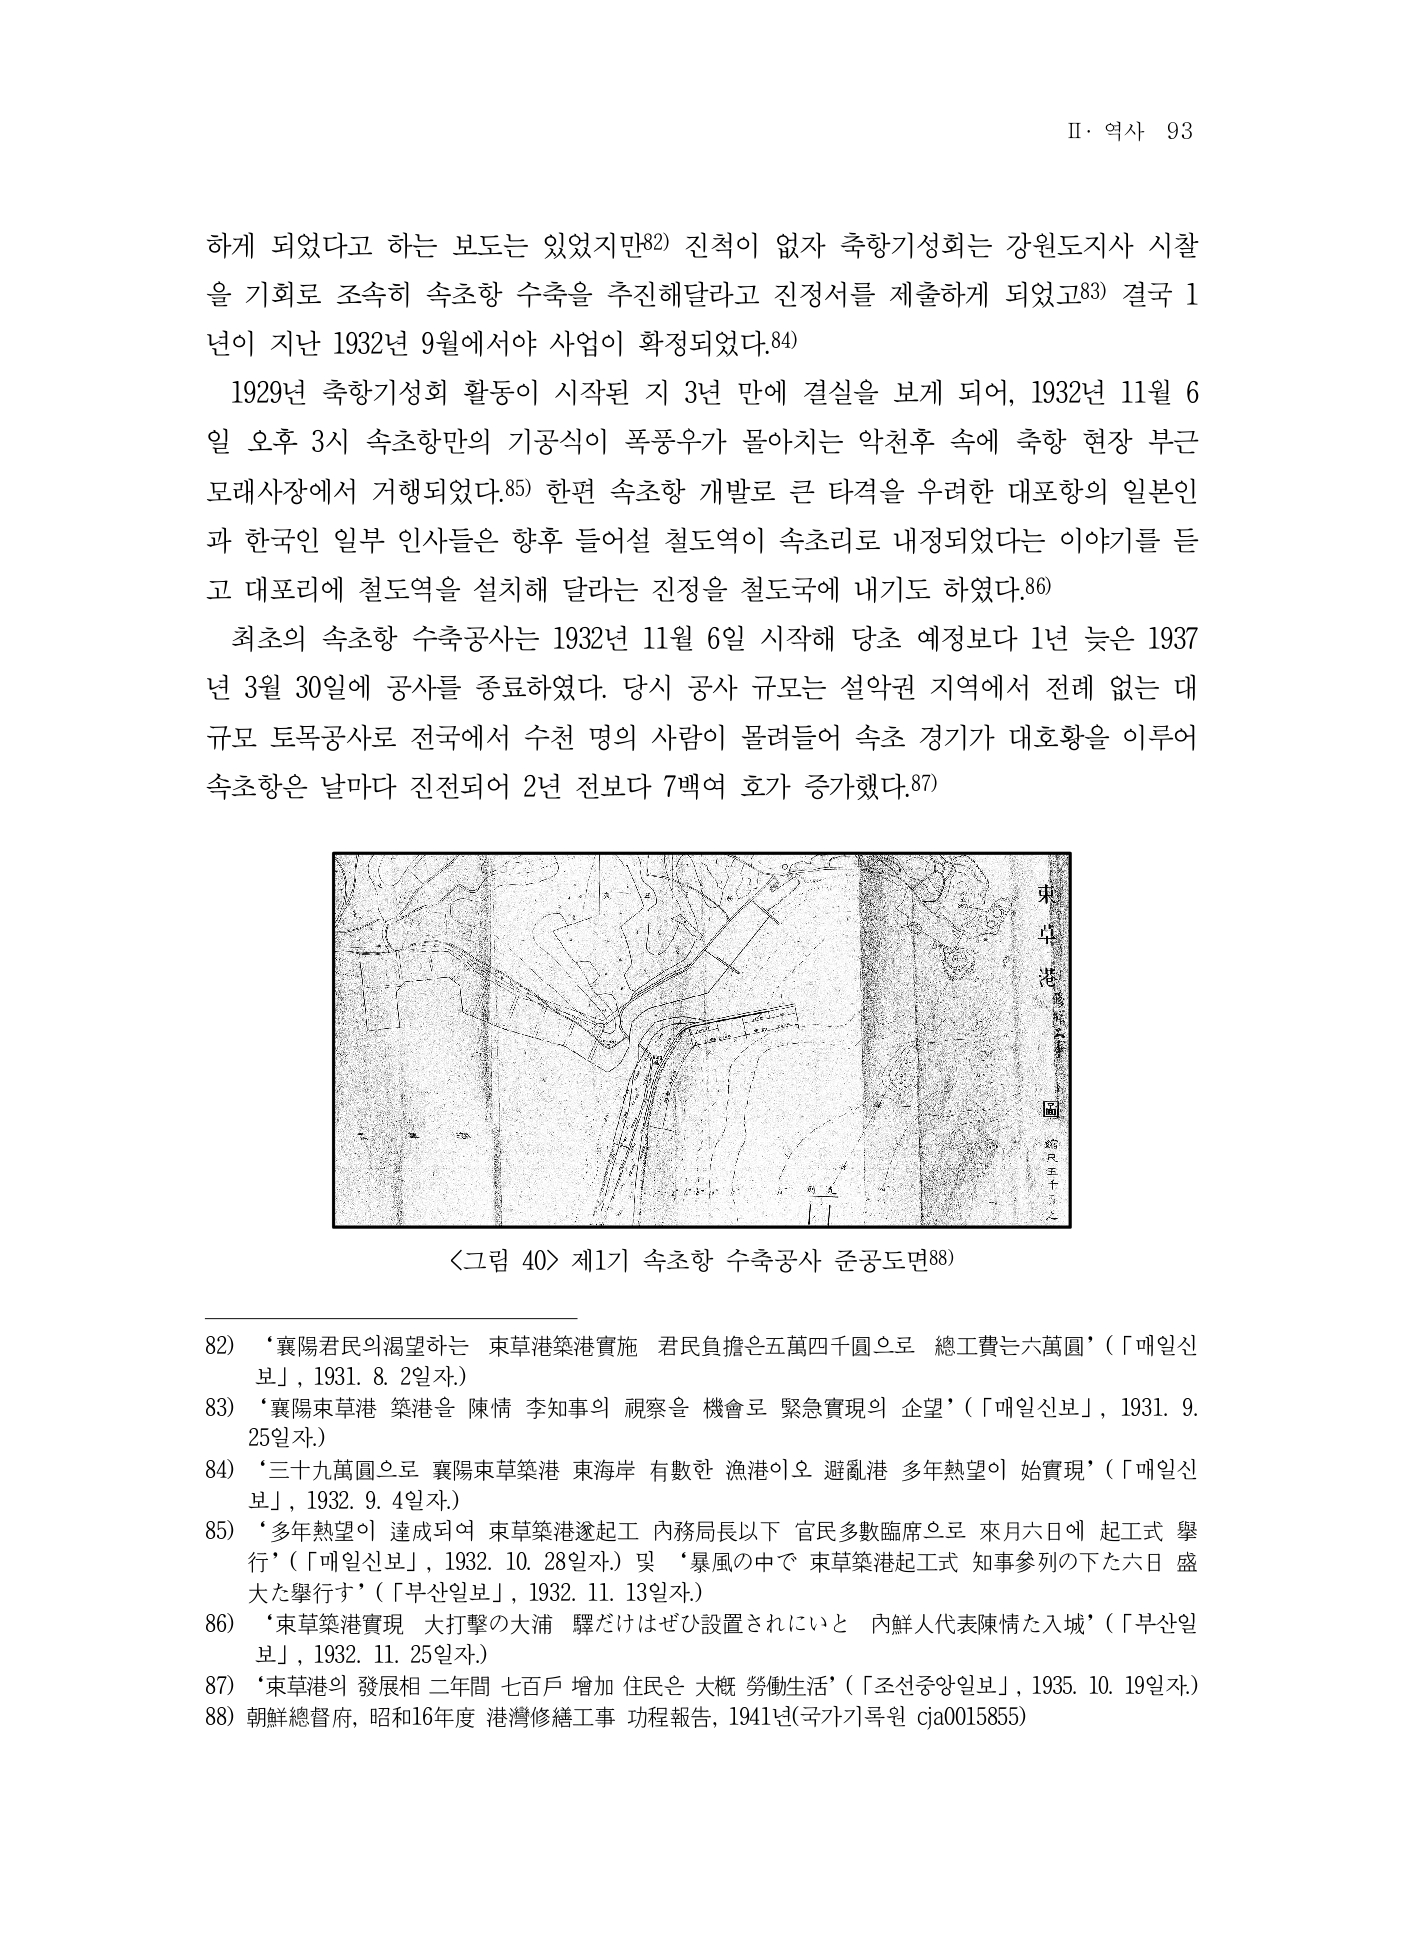 Ⅱ· 역사 93
하게 되었다고 하는 보도는 있었지만82) 진척이 없자 축항기성회는 강원도지사 시찰
을 기회로 조속히 속초항 수축을 추진해달라고 진정서를 제출하게 되었고83) 결국 1
년이 지난 1932년 9월에서야 사업이 확정되었다.84)
1929년 축항기성회 활동이 시작된 지 3년 만에 결실을 보게 되어, 1932년 11월 6
일 오후 3시 속초항만의 기공식이 폭풍우가 몰아치는 악천후 속에 축항 현장 부근
모래사장에서 거행되었다.85) 한편 속초항 개발로 큰 타격을 우려한 대포항의 일본인
과 한국인 일부 인사들은 향후 들어설 철도역이 속초리로 내정되었다는 이야기를 듣
고 대포리에 철도역을 설치해 달라는 진정을 철도국에 내기도 하였다.86)
최초의 속초항 수축공사는 1932년 11월 6일 시작해 당초 예정보다 1년 늦은 1937
년 3월 30일에 공사를 종료하였다. 당시 공사 규모는 설악권 지역에서 전례 없는 대
규모 토목공사로 전국에서 수천 명의 사람이 몰려들어 속초 경기가 대호황을 이루어
속초항은 날마다 진전되어 2년 전보다 7백여 호가 증가했다.87)
束草港
圖
<그림 40> 제1기 속초항 수축공사 준공도면88)
82) ‘襄陽君民의渴望하는 束草港築港實施 君民負擔은五萬四千圓으로 總工費는六萬圓’(「매일신
보」, 1931. 8. 2일자.)
83) ‘襄陽束草港 築港을 陳情 李知事의 視察을 機會로 緊急實現의 企望’(「매일신보」, 1931. 9.
25일자.)
84) ‘三十九萬圓으로 襄陽束草築港 東海岸 有數한 漁港이오 避亂港 多年熱望이 始實現’(「매일신
보」, 1932. 9. 4일자.)
85) ‘多年熱望이 達成되여 束草築港遂起工 內務局長以下 官民多數臨席으로 來月六日에 起工式 擧
行’(「매일신보」, 1932. 10. 28일자.) 및 ‘暴風の中で 束草築港起工式 知事參列の下た六日 盛
大た擧行す’(「부산일보」, 1932. 11. 13일자.)
86) ‘束草築港實現 大打擊の大浦 驛だけはぜひ設置されにいと 內鮮人代表陳情た入城’(「부산일
보」, 1932. 11. 25일자.)
87) ‘束草港의 發展相 二年間 七百戶 增加 住民은 大槪 勞働生活’(「조선중앙일보」, 1935. 10. 19일자.)
88) 朝鮮總督府, 昭和16年度 港灣修繕工事 功程報告, 1941년(국가기록원 cja0015855)